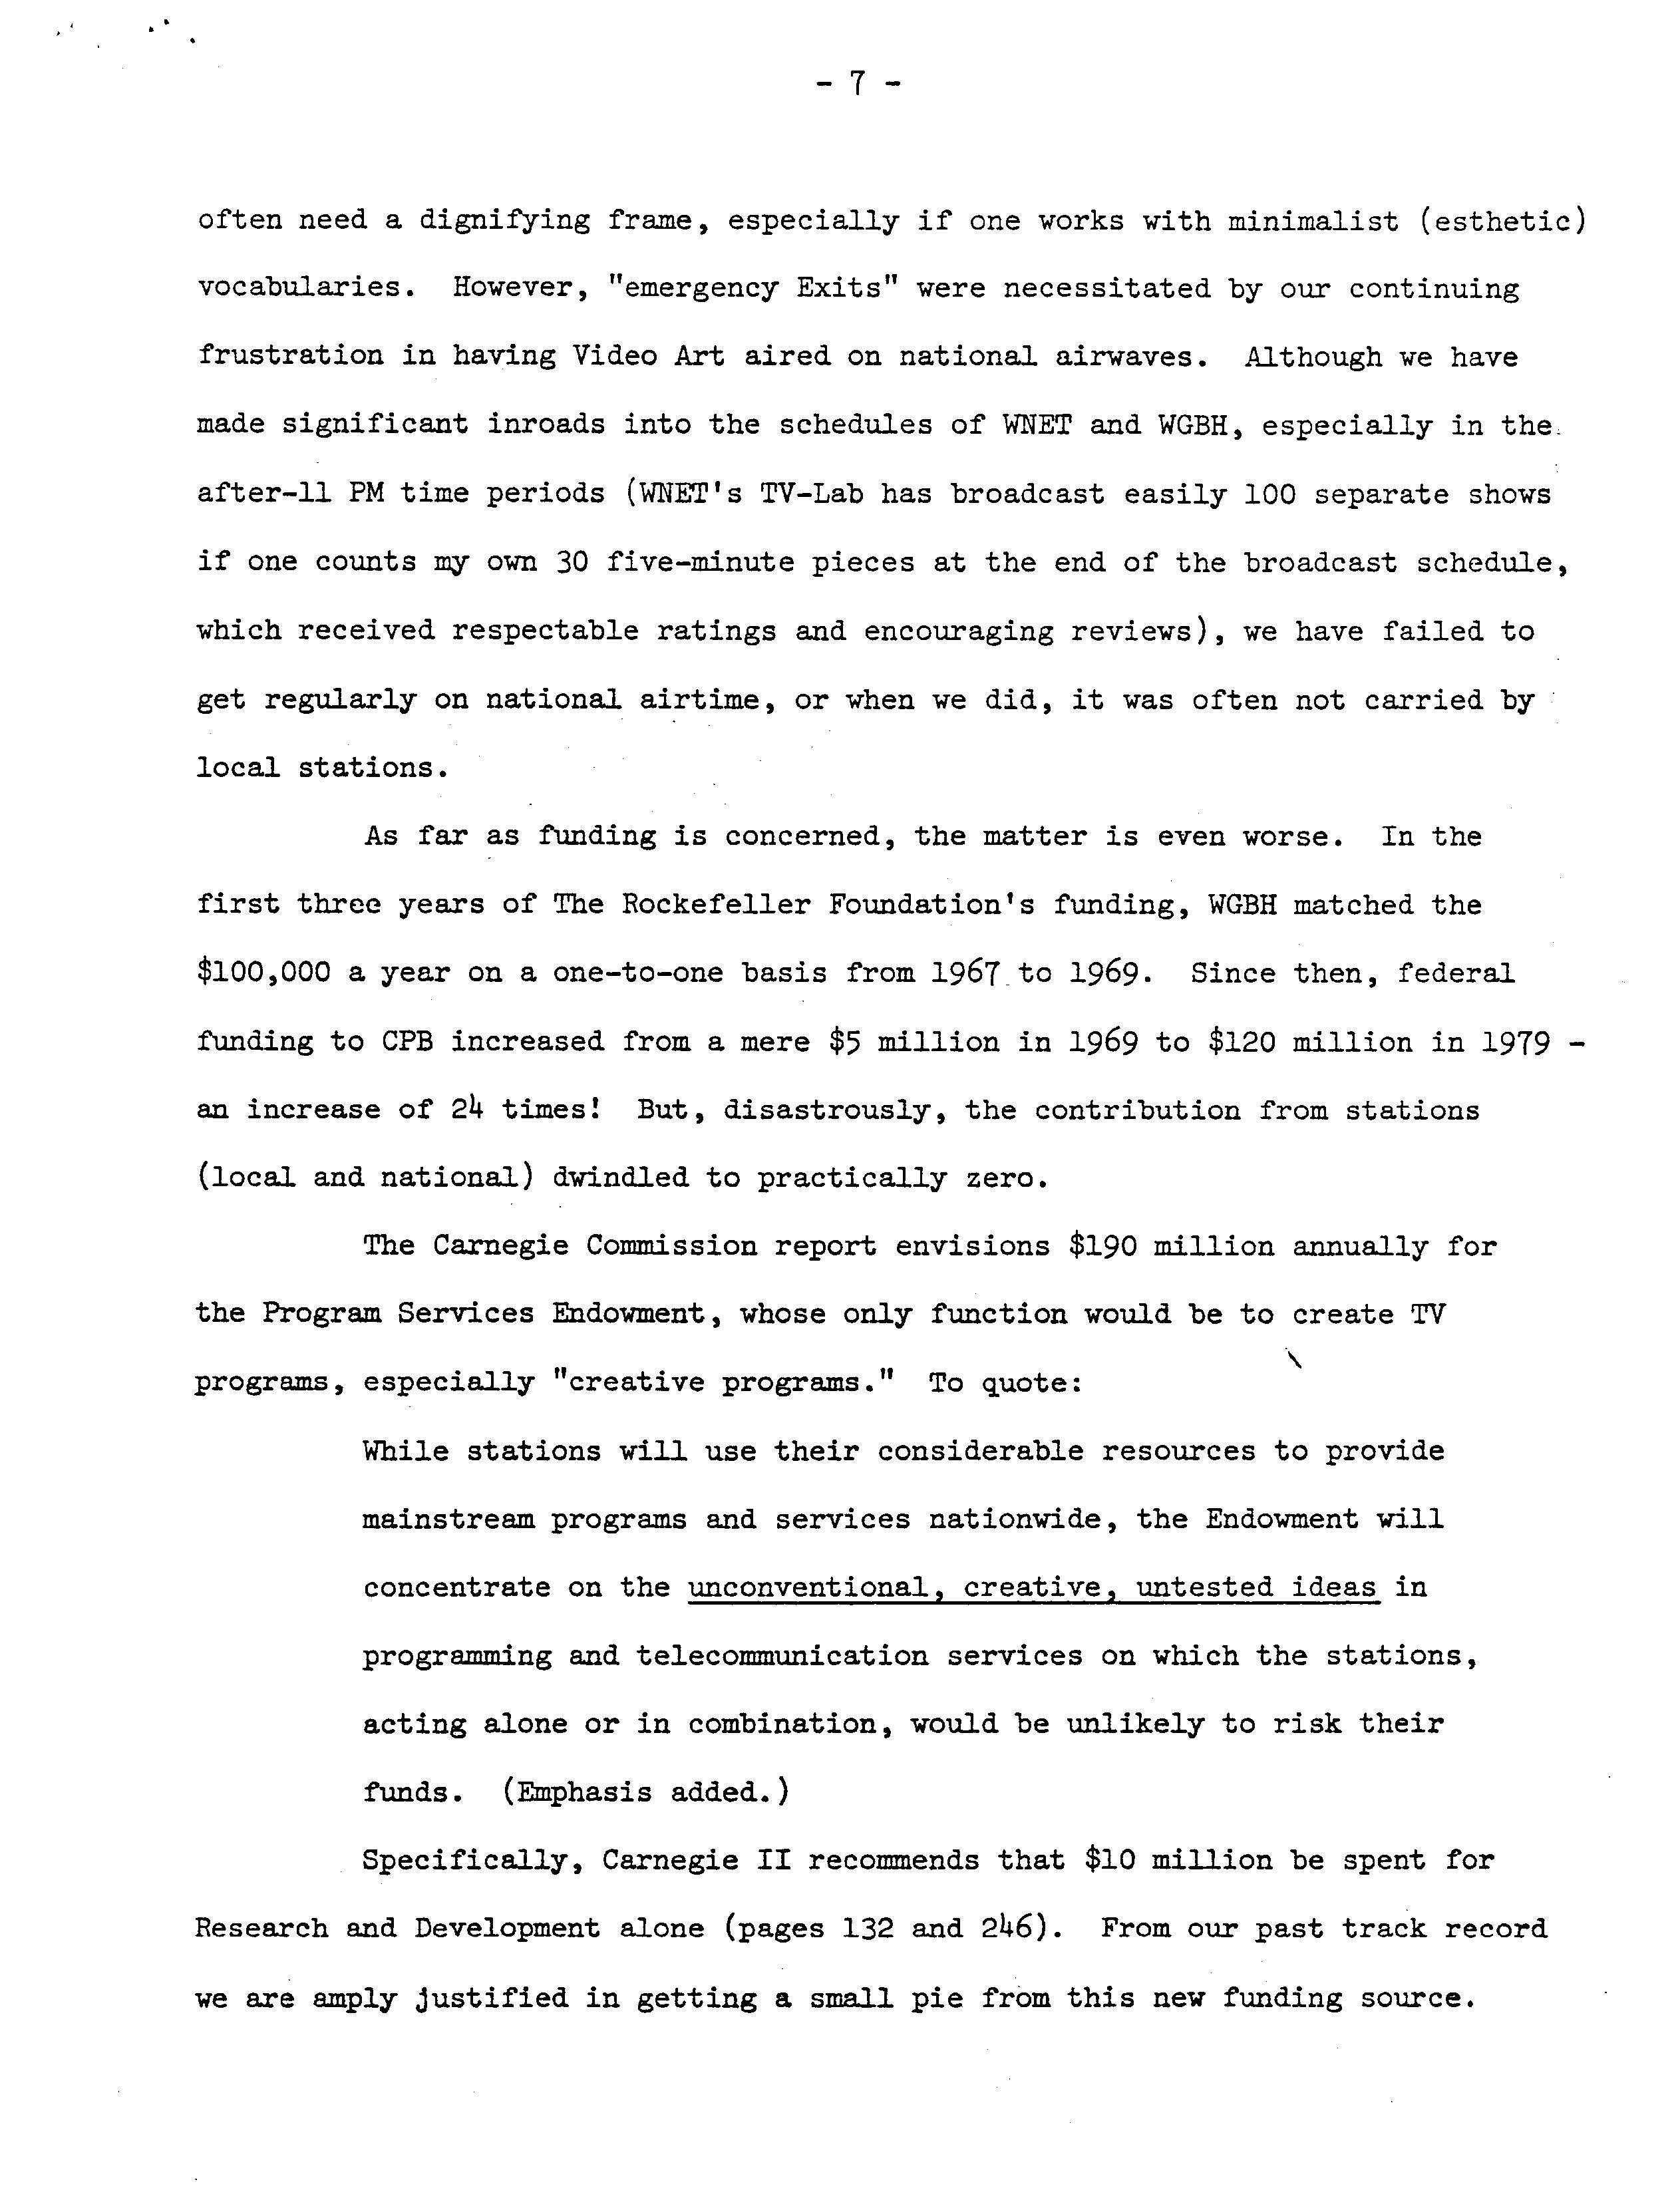 - 7 -
often need a dignifying frame, especially if one works with minimalist (esthetic)
vocabularies.  However, "emergency Exits" were necessitated by our continuing
frustration in having Video Art aired on national airwaves.  Although we have
made significant inroads into the schedules of WNET and WGBH, especially in the
after-11 PM time periods (WNET's TV-Lab has broadcast easily 100 separate shows
if one counts my own 30 five-minute pieces at the end of the broadcast schedule,
which received respectable ratings and encouraging reviews), we have failed to
get regularly on national airtime, or when we did, it was often not carried by
local stations.
As far as funding is concerned, the matter is even worse.  In the
first three years of The Rockefeller Foundation's funding, WGBH matched the
$100,000 a year on a one-to-one basis from 1967 to 1969.  Since then, federal
funding to CPB increased from a mere $5 million in 1969 to $120 million in 1979 -
an increase of 24 times!  But, disastrously, the contribution from stations
(local and national) dwindled to practically zero.
The Carnegie Commission report envisions $190 million annually for
the Program Services Endowment, whose only function would be to create TV
programs, especially "creative programs."  To quote:
While stations will use their considerable resources to provide
mainstream programs and services nationwide, the Endowment will
concentrate on the unconventional, creative, untested ideas in
programming and telecommunication services on which the stations,
acting alone or in combination, would be unlikely to risk their
funds.  (Emphasis added.)
Specifically, Carnegie II recommends that $10 million be spent for
Research and Development alone (pages 132 and 246).  From our past track record
we are amply justified in getting a small pie from this new funding source.